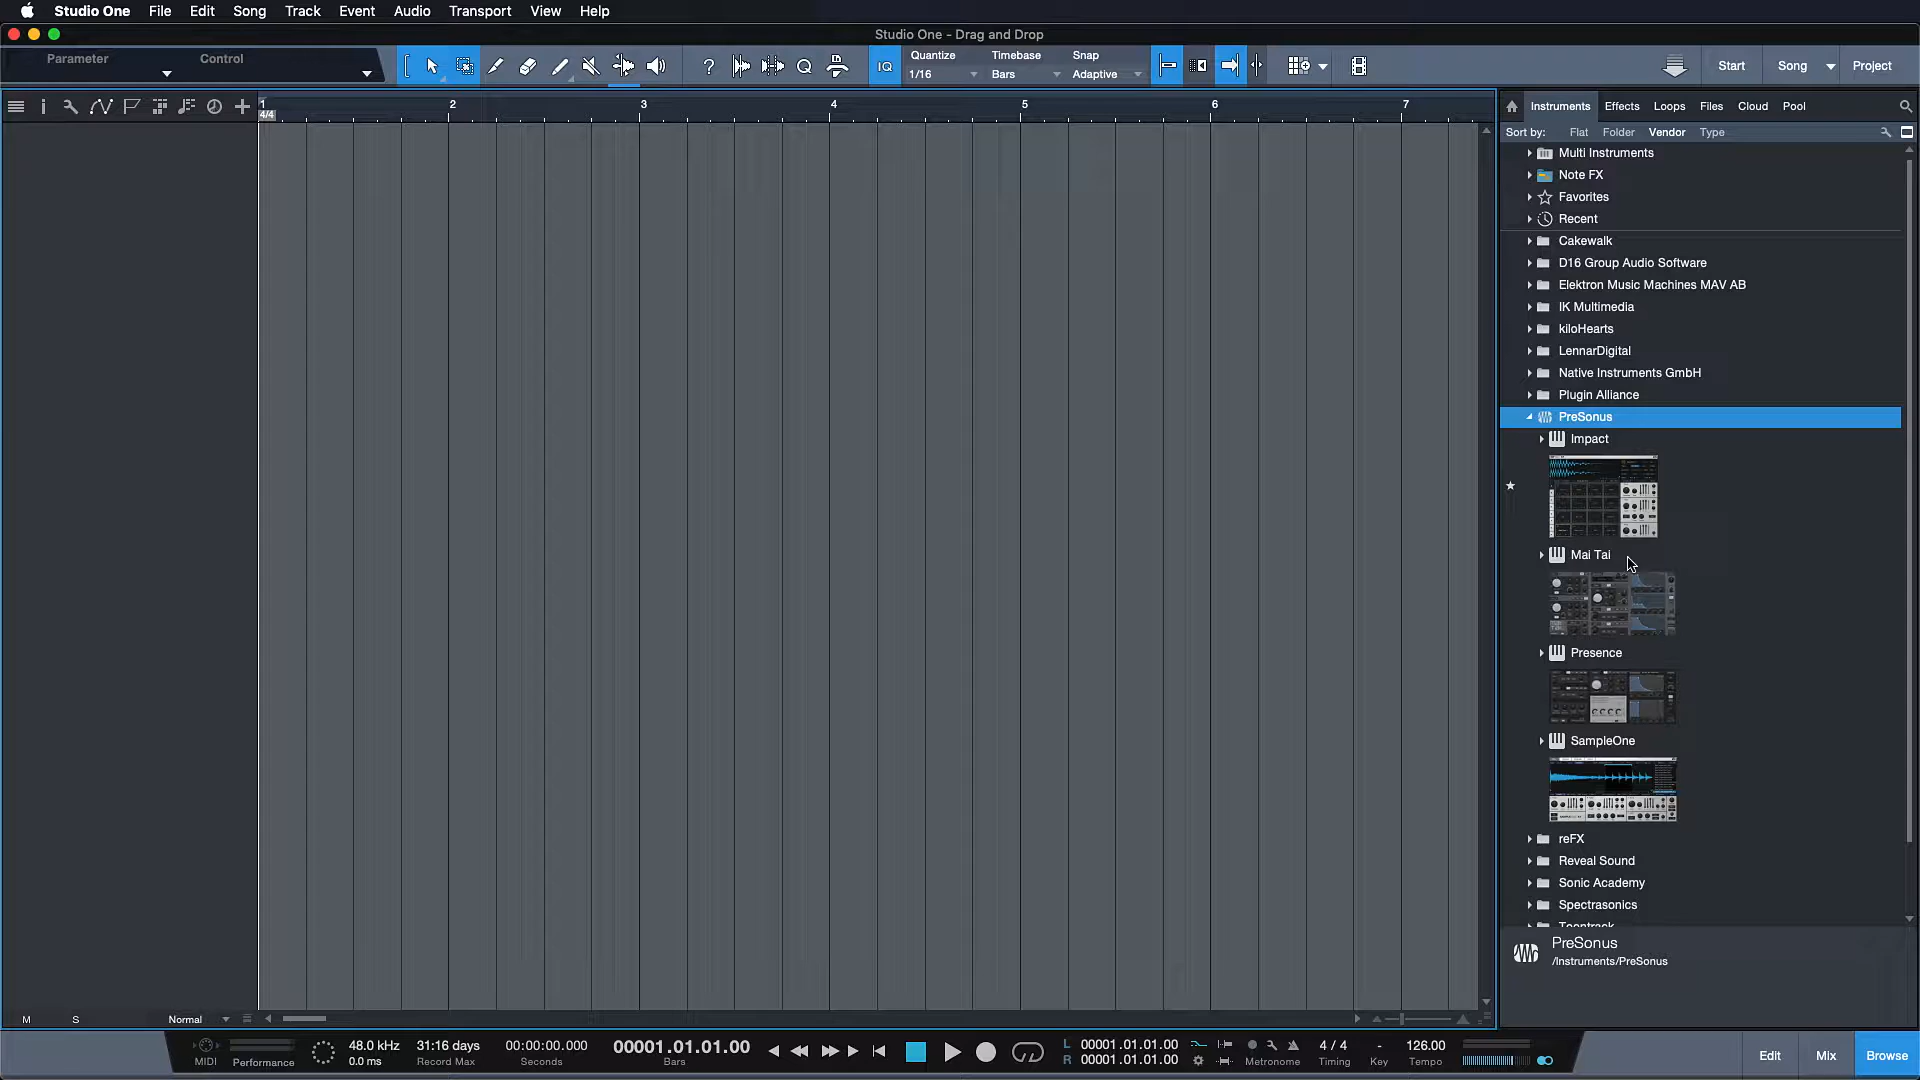 Studio One File Edit Song Track Event Audio Transport View Help
Studio One - Drag and Drop
Parameter Control
IQ Quantize Timebase Snap
1/16 Bars Adaptive
Start Song Project
1 2 3 4 5 6 7
4/4
Instruments Effects Loops Files Cloud Pool
Sort by: Flat Folder Vendor Type
Multi Instruments
Note FX
Favorites
Recent
Cakewalk
D16 Group Audio Software
Elektron Music Machines MAV AB
IK Multimedia
kiloHearts
LennarDigital
Native Instruments GmbH
Plugin Alliance
PreSonus
Impact
Mai Tai
Presence
SampleOne
reFX
Reveal Sound
Sonic Academy
Spectrasonics
Toontrack
PreSonus
/Instruments/PreSonus
M S Normal
MIDI Performance
48.0 kHz
0.0 ms
31:16 days
Record Max
00:00:00.000
Seconds
00001.01.01.00
Bars
L 00001.01.01.00
R 00001.01.01.00
Metronome
4 / 4
Timing
-
Key
126.00
Tempo
Edit Mix Browse